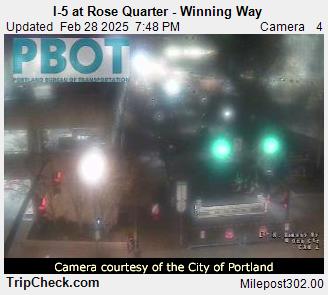 I-5 at Rose Quarter - Winning Way
Updated Feb 28 2025 7:48 PM Camera 4
PBOT
PORTLAND BUREAU OF TRANSPORTATION
Camera courtesy of the City of Portland
TripCheck.com Milepost302.00